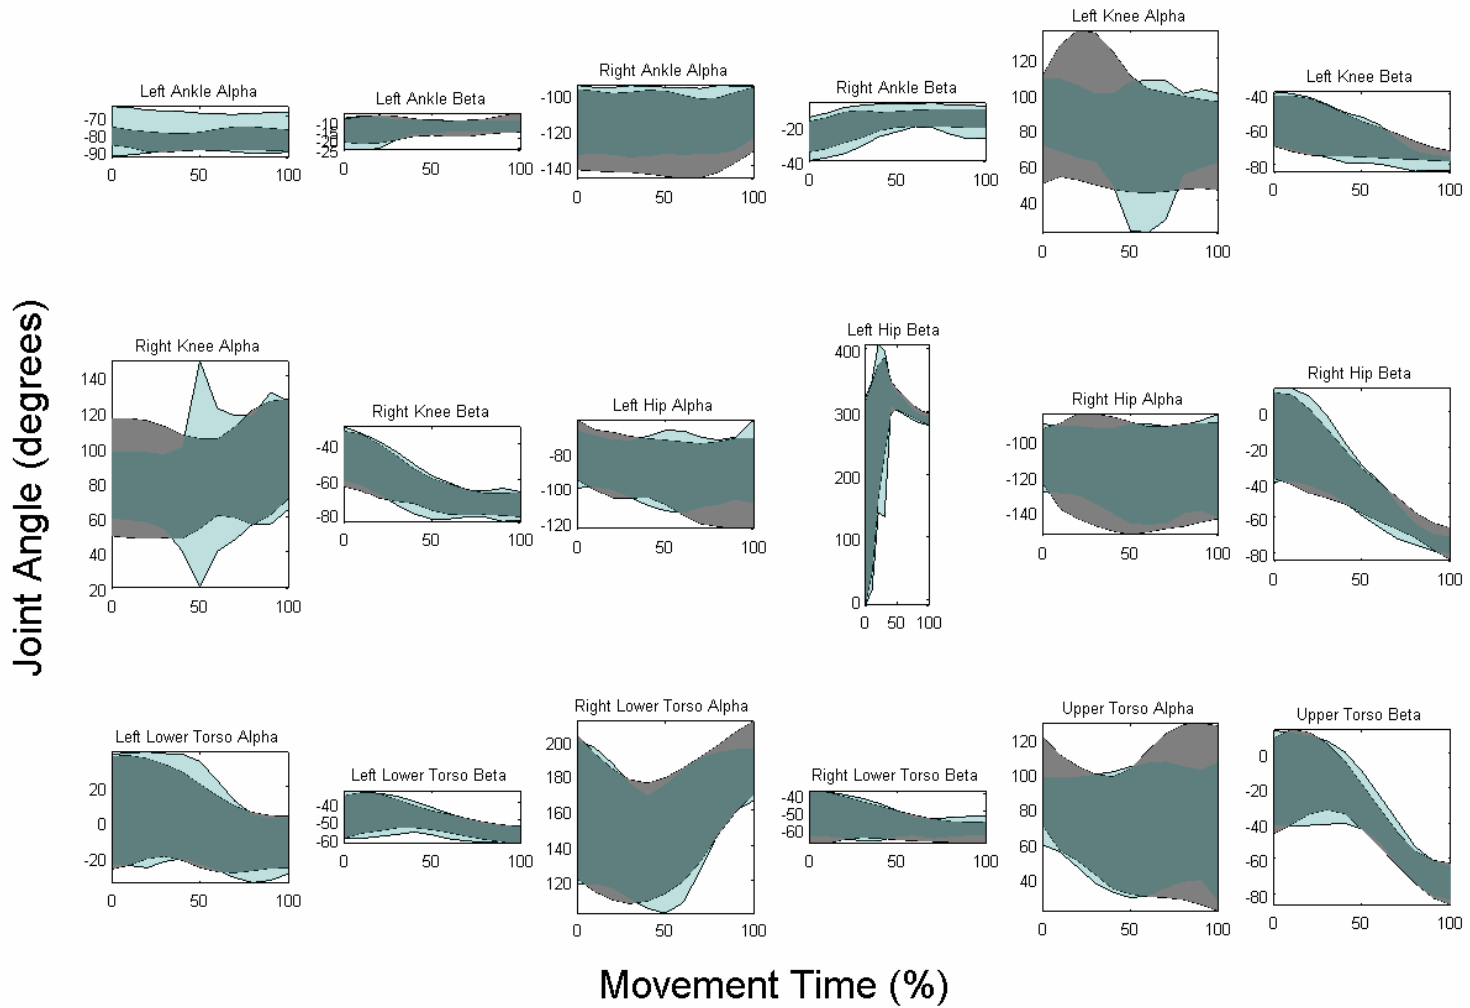 Left Knee Alpha
Left Ankle Alpha
Left Ankle Beta
Right Ankle Alpha
Right Ankle Beta
Left Knee Beta
-70
-80
-90
0 50 100
-10
-15
-25
0 50 100
-100
-120
-140
0 50 100
-20
-40
0 50 100
120
100
80
60
40
0 50 100
-40
-60
-80
0 50 100
Joint Angle (degrees)
Right Knee Alpha
Right Knee Beta
Left Hip Alpha
Left Hip Beta
Right Hip Alpha
Right Hip Beta
140
120
100
80
60
40
20
0 50 100
-40
-60
-80
0 50 100
-80
-100
-120
0 50 100
400
300
200
100
0
0 50 100
-100
-120
-140
0 50 100
0
-20
-40
-60
-80
0 50 100
Left Lower Torso Alpha
Left Lower Torso Beta
Right Lower Torso Alpha
Right Lower Torso Beta
Upper Torso Alpha
Upper Torso Beta
20
0
-20
0 50 100
-40
-50
-60
0 50 100
200
180
160
140
120
0 50 100
-40
-50
-60
0 50 100
120
100
80
60
40
0 50 100
0
-20
-40
-60
-80
0 50 100
Movement Time (%)